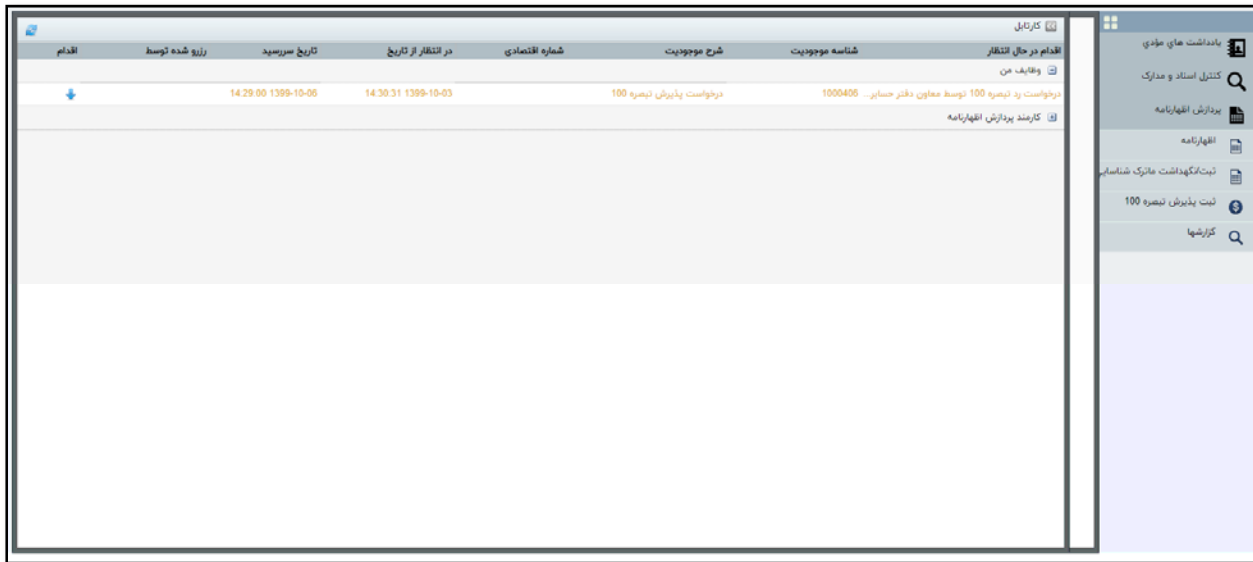 کارتابل
اقدام در حال انتظار شناسه موجودیت شرح موجودیت شماره اقتصادی در انتظار از تاریخ تاریخ سررسید رزرو شده توسط اقدام
وظایف من
درخواست رد تبصره 100 توسط معاون دفتر حسابر... 1000406 درخواست پذیرش تبصره 100 14:30:31 1399-10-03 14:29:00 1399-10-06
کارمند پردازش اظهارنامه
یادداشت هاي مؤدي
کنترل اسناد و مدارک
پردازش اظهارنامه
اظهارنامه
ثبت/نگهداشت ماترک شناسایی
ثبت پذیرش تبصره 100
گزارشها